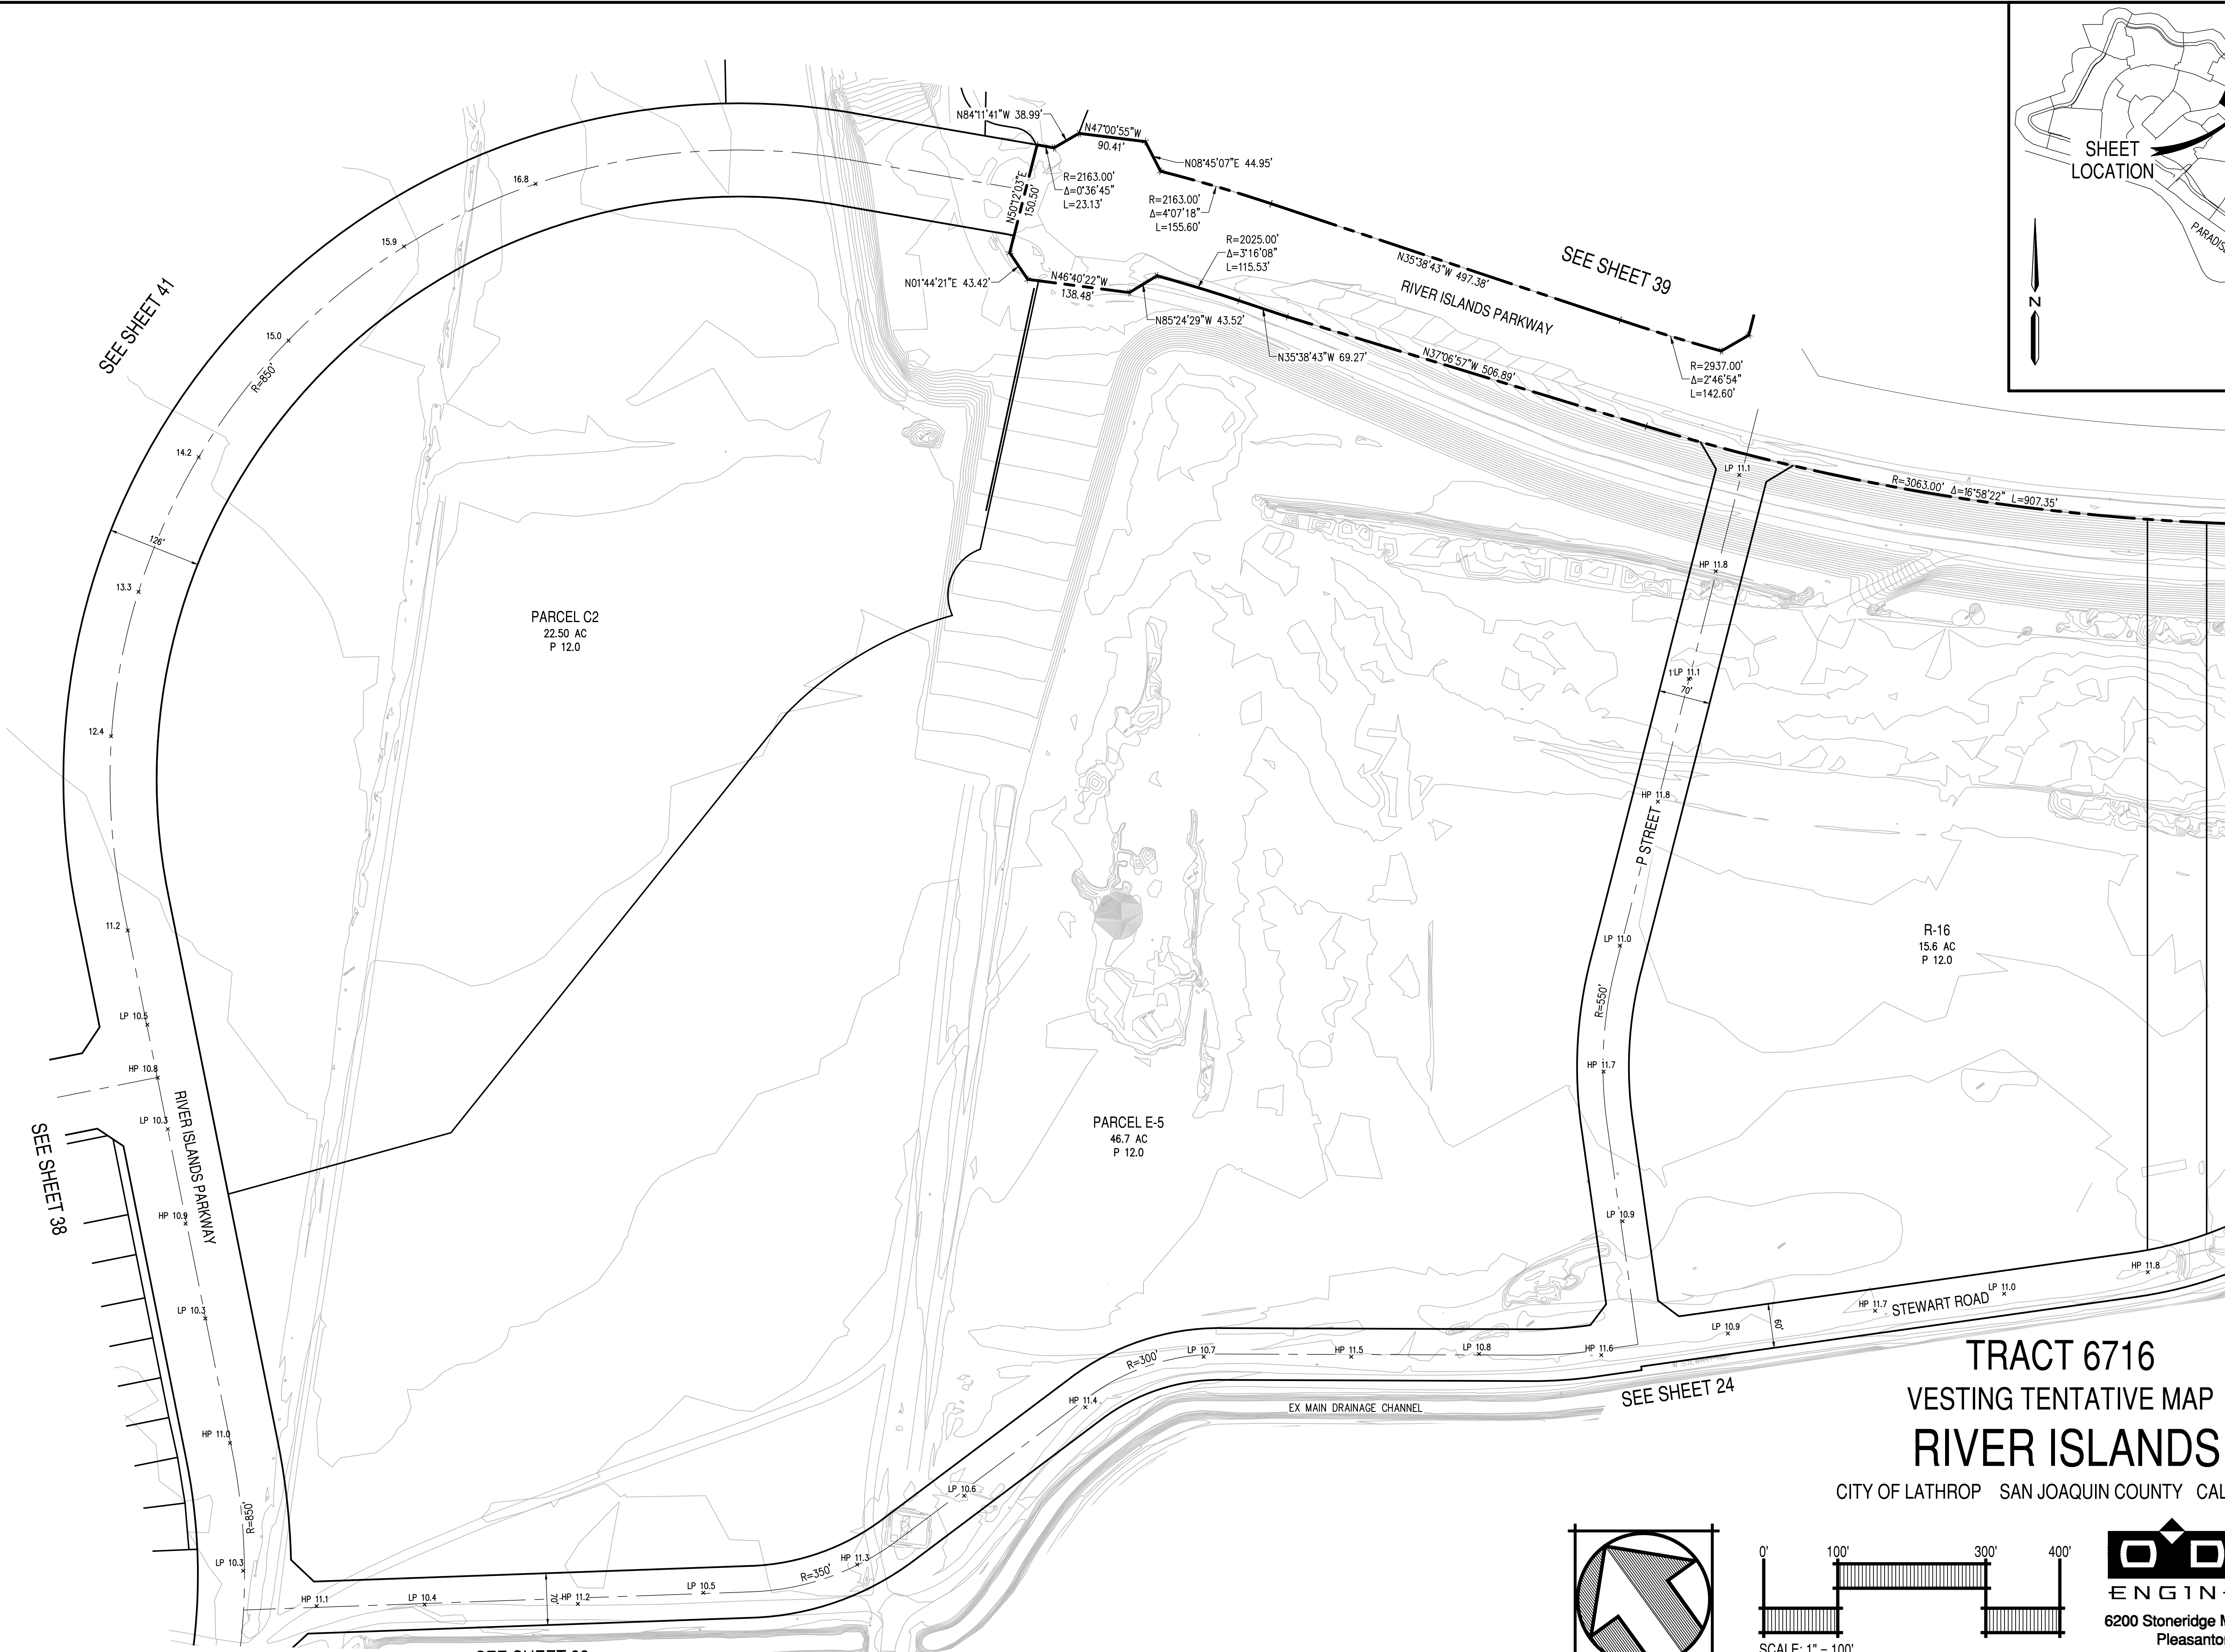 N84°11'41"W 38.99'
N47°00'55"W
90.41'
N08°45'07"E 44.95'
R=2163.00'
Δ=0°36'45"
L=23.13'
N50°12'03"E
150.50'
R=2163.00'
Δ=4°07'18"
L=155.60'
R=2025.00'
Δ=3°16'08"
L=115.53'
N01°44'21"E 43.42'
N46°40'22"W
138.48'
N85°24'29"W 43.52'
N35°38'43"W 69.27'
N35°38'43"W 497.38'
RIVER ISLANDS PARKWAY
SEE SHEET 39
N37°06'57"W 506.89'
R=2937.00'
Δ=2°46'54"
L=142.60'
R=3063.00' Δ=16°58'22" L=907.35'
SHEET
LOCATION
N
SEE SHEET 41
16.8
15.9
15.0
R=850'
14.2
126'
13.3
12.4
11.2
LP 10.5
HP 10.8
LP 10.3
RIVER ISLANDS PARKWAY
SEE SHEET 38
HP 10.9
LP 10.3
HP 11.0
R=850'
LP 10.3
PARCEL C2
22.50 AC
P 12.0
PARCEL E-5
46.7 AC
P 12.0
LP 11.1
HP 11.8
LP 11.1
70'
HP 11.8
P STREET
LP 11.0
R=550'
HP 11.7
LP 10.9
R-16
15.6 AC
P 12.0
HP 11.1
LP 10.4
70'
HP 11.2
LP 10.5
R=350'
HP 11.3
LP 10.6
HP 11.4
R=300'
LP 10.7
HP 11.5
LP 10.8
HP 11.6
LP 10.9
60'
HP 11.7
STEWART ROAD
LP 11.0
HP 11.8
W STEWART RD
SEE SHEET 24
EX MAIN DRAINAGE CHANNEL
TRACT 6716
VESTING TENTATIVE MAP
RIVER ISLANDS
CITY OF LATHROP SAN JOAQUIN COUNTY CAL
0' 100' 300' 400'
SCALE: 1" = 100'
O'D
ENGIN
6200 Stoneridge M
Pleasanto